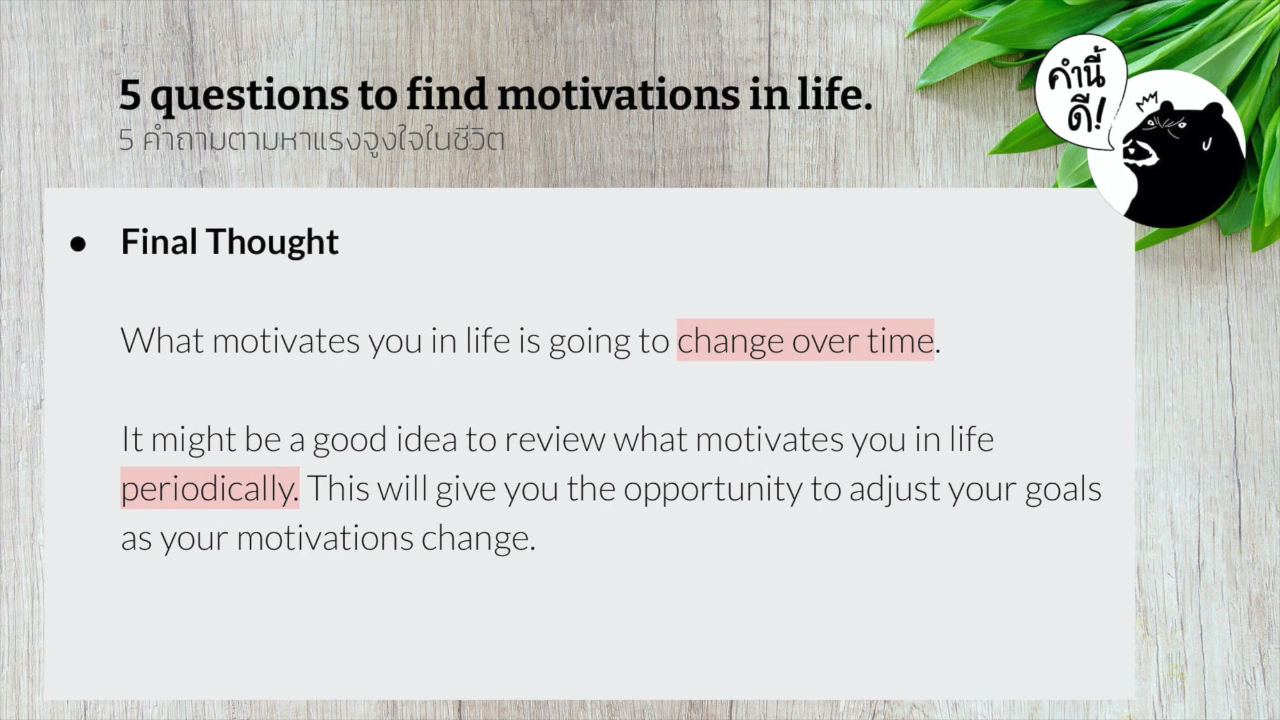 5 questions to find motivations in life.
5 คำถามตามหาแรงจูงใจในชีวิต
คำนี้
ดี!
● Final Thought
What motivates you in life is going to change over time.
It might be a good idea to review what motivates you in life
periodically. This will give you the opportunity to adjust your goals
as your motivations change.